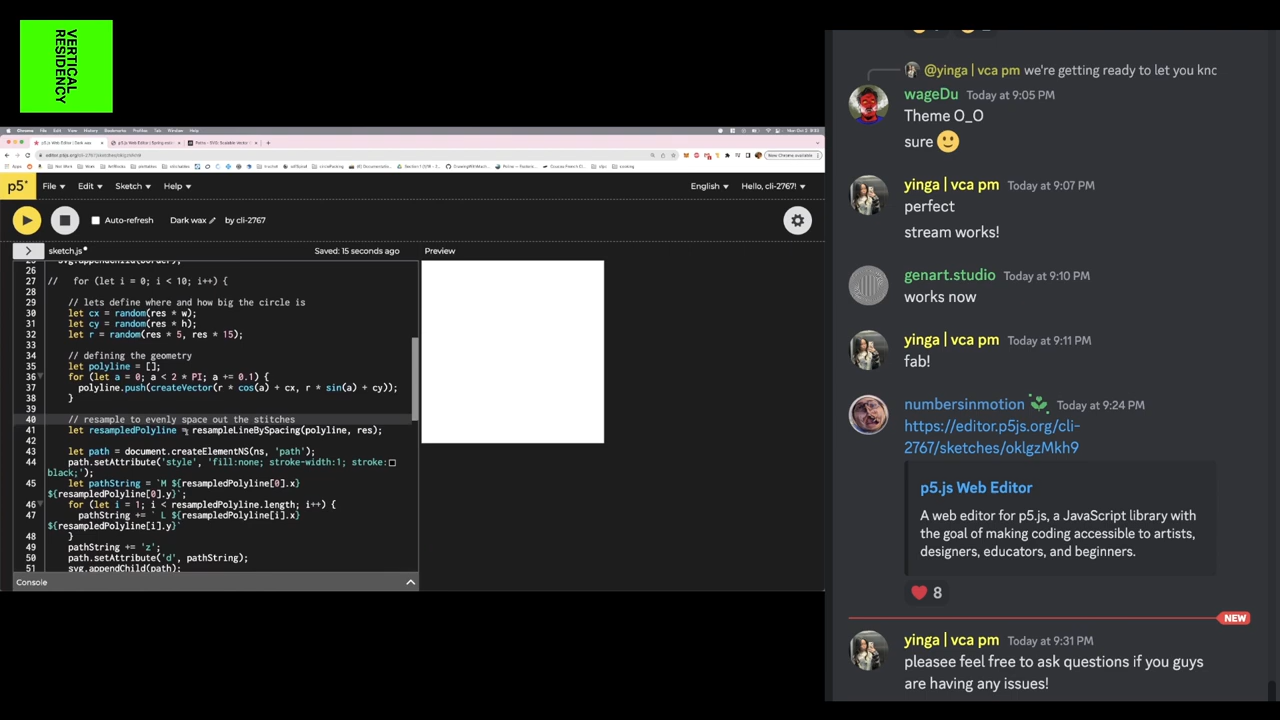 VERTICAL
RESIDENCY
p5* File Edit Sketch Help English Hello, cli-2767!
Auto-refresh Dark wax by cli-2767
sketch.js Saved: 15 seconds ago Preview
26
27 // for (let i = 0; i < 10; i++) {
28
29 // lets define where and how big the circle is
30 let cx = random(res * w);
31 let cy = random(res * h);
32 let r = random(res * 5, res * 15);
33
34 // defining the geometry
35 let polyline = [];
36 for (let a = 0; a < 2 * PI; a += 0.1) {
37 polyline.push(createVector(r * cos(a) + cx, r * sin(a) + cy));
38 }
39
40 // resample to evenly space out the stitches
41 let resampledPolyline = resampleLineBySpacing(polyline, res);
42
43 let path = document.createElementNS(ns, 'path');
44 path.setAttribute('style', 'fill:none; stroke-width:1; stroke:
black;');
45 let pathString = `M ${resampledPolyline[0].x}
${resampledPolyline[0].y}`;
46 for (let i = 1; i < resampledPolyline.length; i++) {
47 pathString += ` L ${resampledPolyline[i].x}
${resampledPolyline[i].y}`
48 }
49 pathString += 'z';
50 path.setAttribute('d', pathString);
51 svg.appendChild(path);
Console
@yinga | vca pm we're getting ready to let you knc
wageDu Today at 9:05 PM
Theme O_O
sure
yinga | vca pm Today at 9:07 PM
perfect
stream works!
genart.studio Today at 9:10 PM
works now
yinga | vca pm Today at 9:11 PM
fab!
numbersinmotion Today at 9:24 PM
https://editor.p5js.org/cli-
2767/sketches/oklgzMkh9
p5.js Web Editor
A web editor for p5.js, a JavaScript library with
the goal of making coding accessible to artists,
designers, educators, and beginners.
8
NEW
yinga | vca pm Today at 9:31 PM
pleasee feel free to ask questions if you guys
are having any issues!